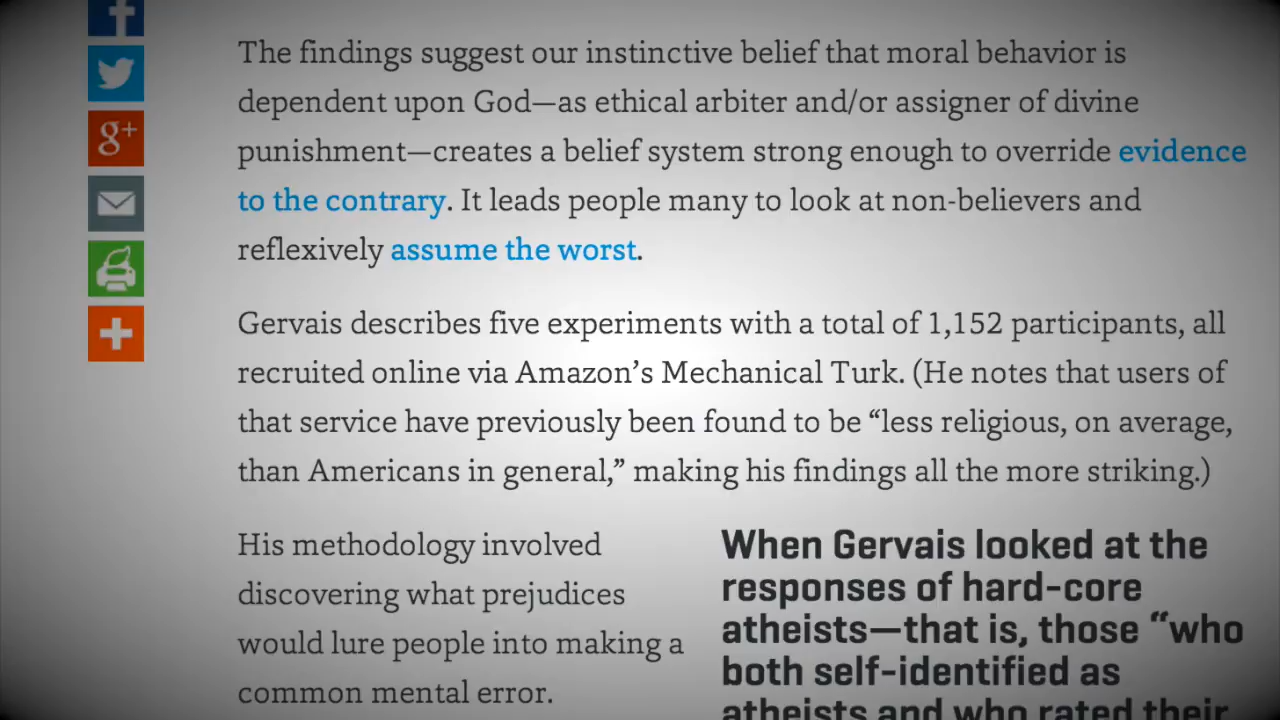 The findings suggest our instinctive belief that moral behavior is
dependent upon God—as ethical arbiter and/or assigner of divine
punishment—creates a belief system strong enough to override evidence
to the contrary. It leads people many to look at non-believers and
reflexively assume the worst.
Gervais describes five experiments with a total of 1,152 participants, all
recruited online via Amazon’s Mechanical Turk. (He notes that users of
that service have previously been found to be “less religious, on average,
than Americans in general,” making his findings all the more striking.)
His methodology involved
discovering what prejudices
would lure people into making a
common mental error.
When Gervais looked at the
responses of hard-core
atheists—that is, those “who
both self-identified as
atheists and who rated their
f
g+